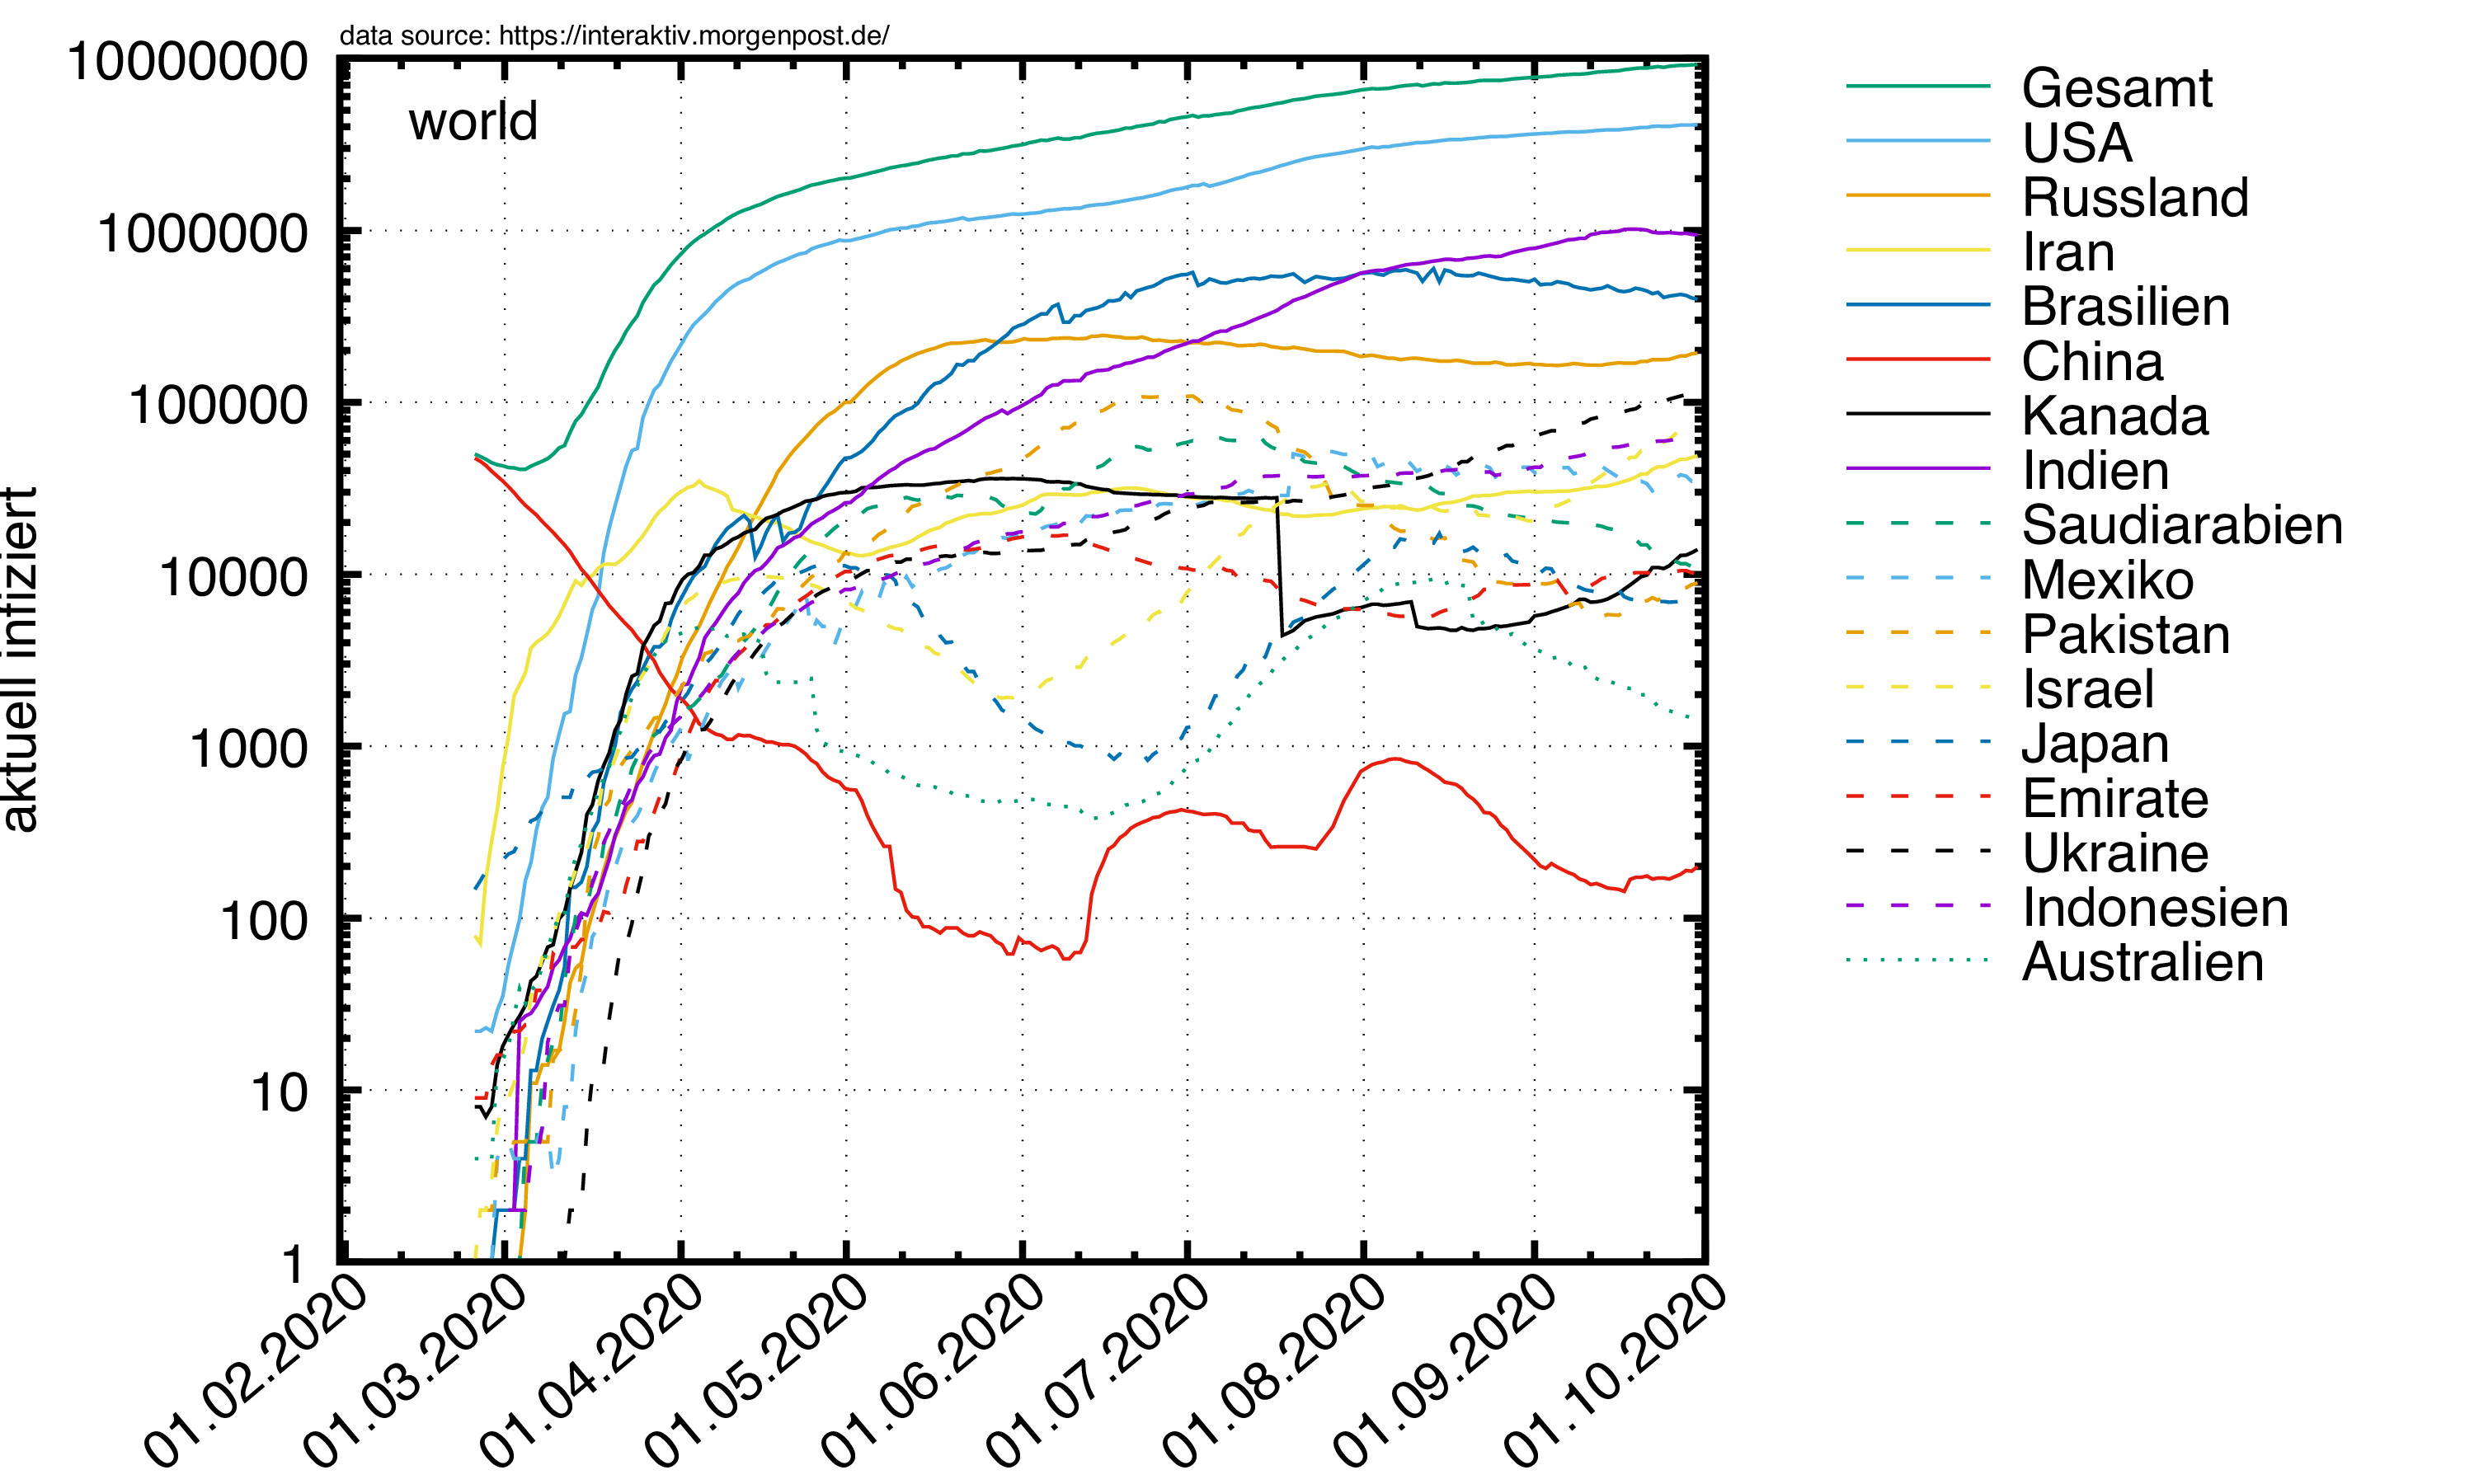 data source: https://interaktiv.morgenpost.de/
world
aktuell infiziert
10000000
1000000
100000
10000
1000
100
10
1
01.02.2020
01.03.2020
01.04.2020
01.05.2020
01.06.2020
01.07.2020
01.08.2020
01.09.2020
01.10.2020
Gesamt
USA
Russland
Iran
Brasilien
China
Kanada
Indien
Saudiarabien
Mexiko
Pakistan
Israel
Japan
Emirate
Ukraine
Indonesien
Australien